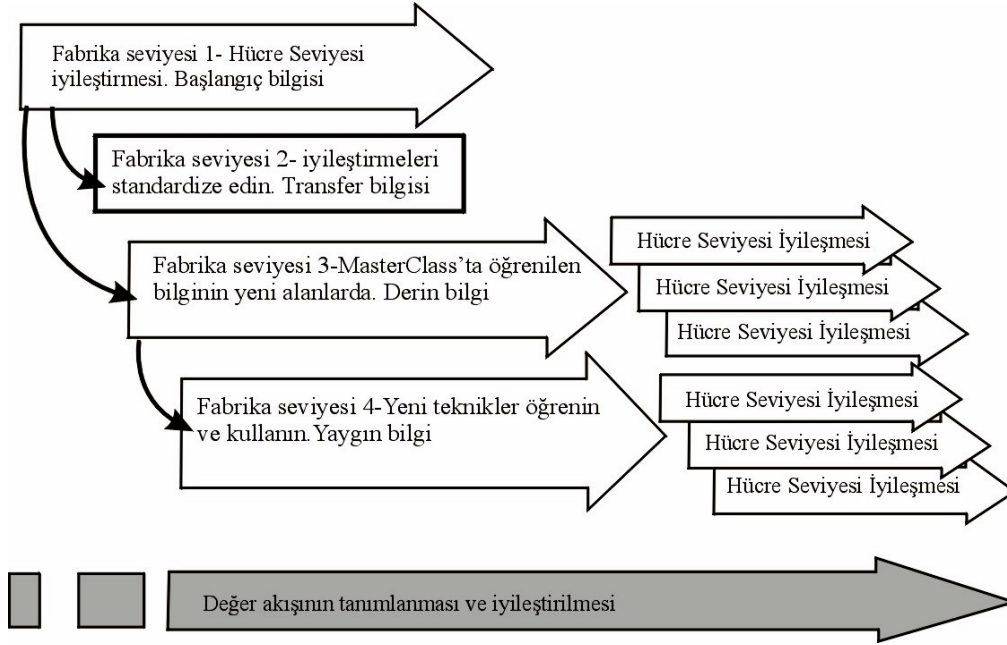 Fabrika seviyesi 1- Hücre Seviyesi
iyileştirmesi. Başlangıç bilgisi
Fabrika seviyesi 2- iyileştirmeleri
standardize edin. Transfer bilgisi
Fabrika seviyesi 3-MasterClass’ta öğrenilen
bilginin yeni alanlarda. Derin bilgi
Hücre Seviyesi İyileşmesi
Hücre Seviyesi İyileşmesi
Hücre Seviyesi İyileşmesi
Fabrika seviyesi 4-Yeni teknikler öğrenin
ve kullanın.Yaygın bilgi
Hücre Seviyesi İyileşmesi
Hücre Seviyesi İyileşmesi
Hücre Seviyesi İyileşmesi
Değer akışının tanımlanması ve iyileştirilmesi